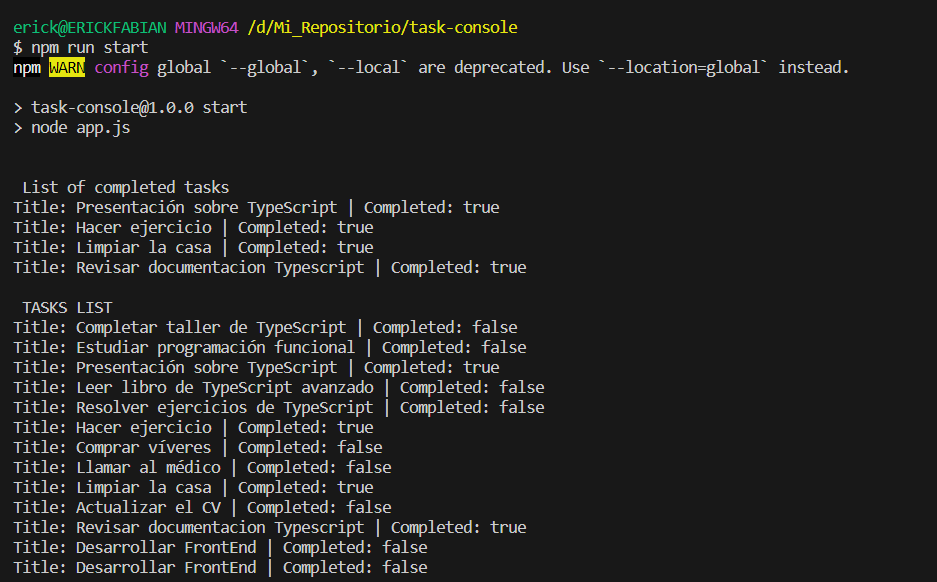 erick@ERICKFABIAN MINGW64 /d/Mi_Repositorio/task-console
$ npm run start
npm WARN config global `--global`, `--local` are deprecated. Use `--location=global` instead.
> task-console@1.0.0 start
> node app.js
List of completed tasks
Title: Presentación sobre TypeScript | Completed: true
Title: Hacer ejercicio | Completed: true
Title: Limpiar la casa | Completed: true
Title: Revisar documentacion Typescript | Completed: true
TASKS LIST
Title: Completar taller de TypeScript | Completed: false
Title: Estudiar programación funcional | Completed: false
Title: Presentación sobre TypeScript | Completed: true
Title: Leer libro de TypeScript avanzado | Completed: false
Title: Resolver ejercicios de TypeScript | Completed: false
Title: Hacer ejercicio | Completed: true
Title: Comprar víveres | Completed: false
Title: Llamar al médico | Completed: false
Title: Limpiar la casa | Completed: true
Title: Actualizar el CV | Completed: false
Title: Revisar documentacion Typescript | Completed: true
Title: Desarrollar FrontEnd | Completed: false
Title: Desarrollar FrontEnd | Completed: false